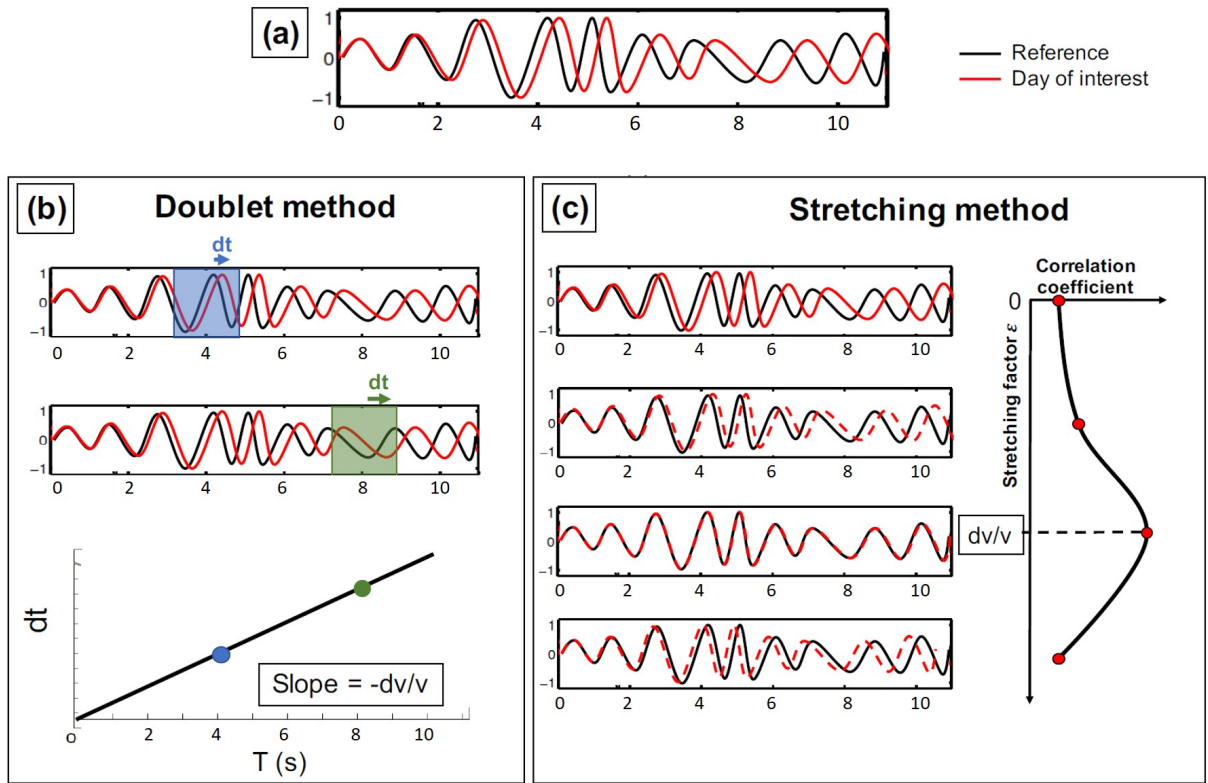 (a)
1
0
−1
0 2 4 6 8 10
Reference
Day of interest
(b)
Doublet method
dt
1
0
−1
0 2 4 6 8 10
dt
1
0
−1
0 2 4 6 8 10
dt
Slope = -dv/v
0 2 4 6 8 10
T (s)
(c)
Stretching method
1
0
−1
0 2 4 6 8 10
1
0
−1
0 2 4 6 8 10
1
0
−1
0 2 4 6 8 10
1
0
−1
0 2 4 6 8 10
Correlation
coefficient
0
Stretching factor ε
dv/v